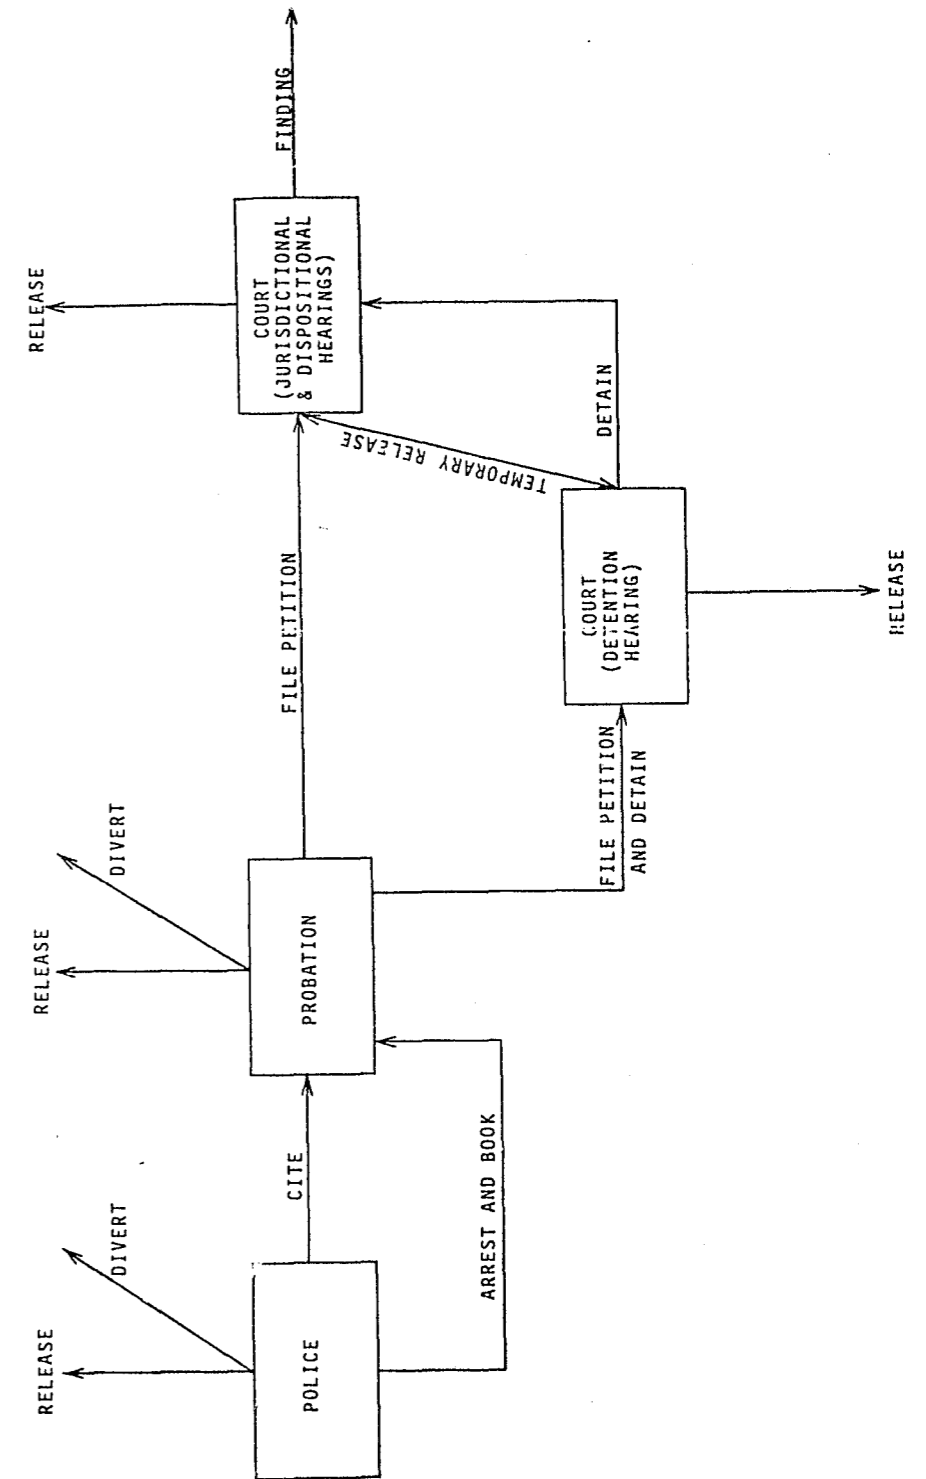 RELEASE
DIVERT
RELEASE
DIVERT
RELEASE
POLICE
CITE
PROBATION
FILE PETITION
COURT
(JURISDICTIONAL
& DISPOSITIONAL
HEARINGS)
FINDING
TEMPORARY RELEASE
ARREST AND BOOK
FILE PETITION
AND DETAIN
COURT
(DETENTION
HEARING)
DETAIN
RELEASE